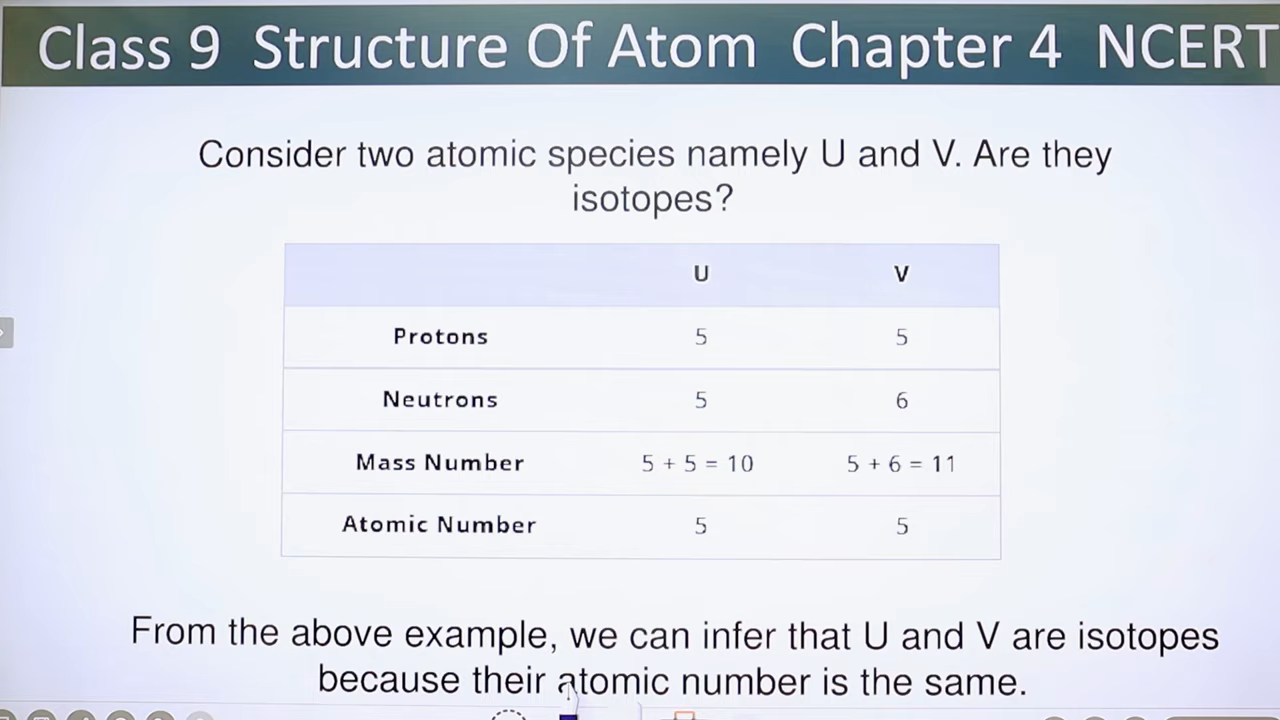 Class 9 Structure Of Atom Chapter 4 NCERT
Consider two atomic species namely U and V. Are they
isotopes?
U V
Protons 5 5
Neutrons 5 6
Mass Number 5 + 5 = 10 5 + 6 = 11
Atomic Number 5 5
From the above example, we can infer that U and V are isotopes
because their atomic number is the same.